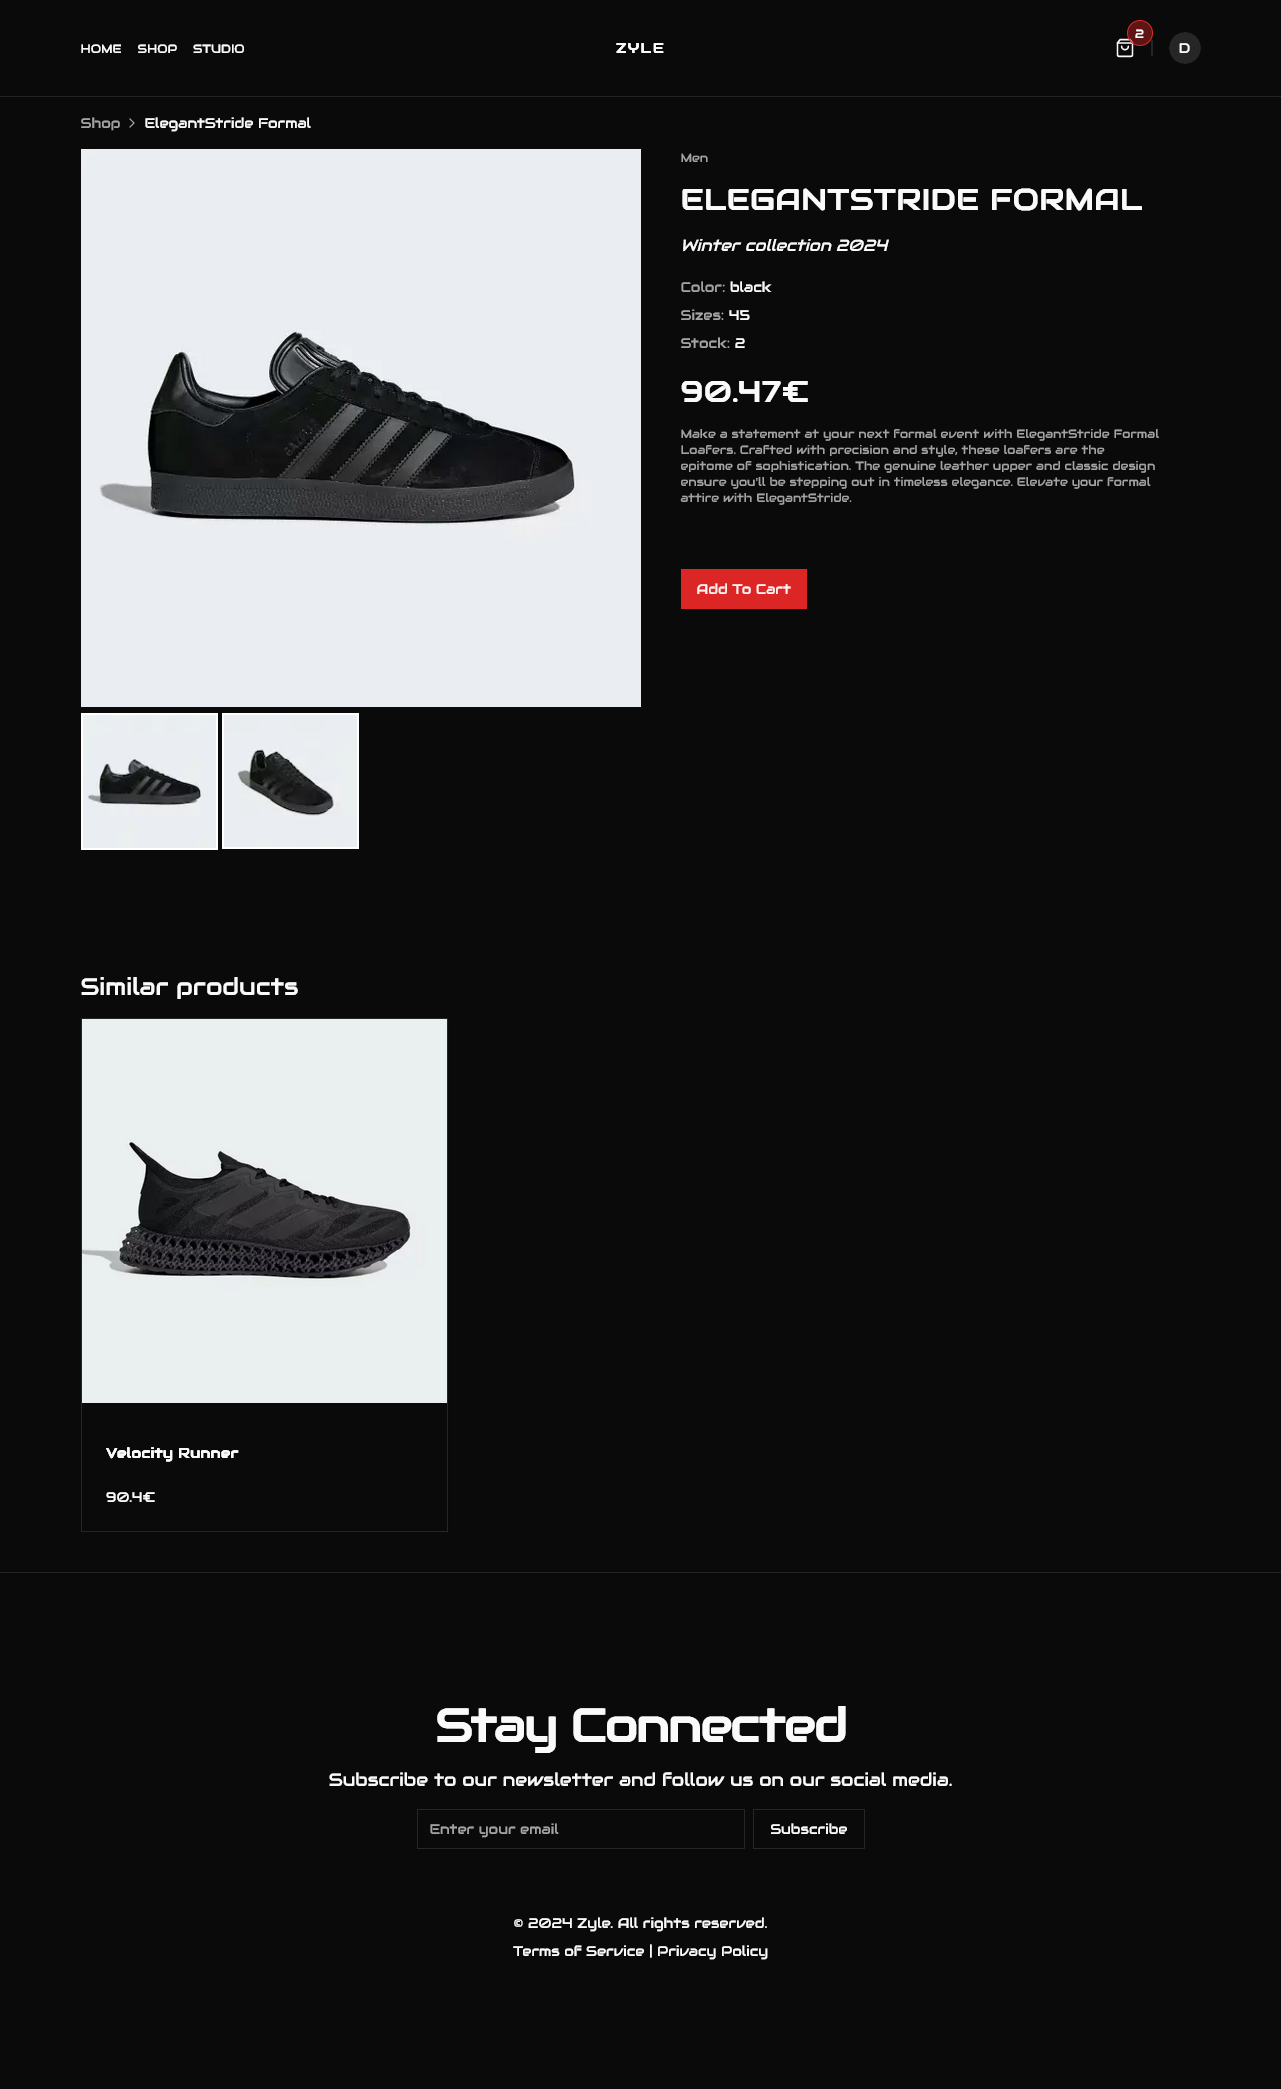 HOME SHOP STUDIO
ZYLE
2
D
Shop > ElegantStride Formal
Men
ELEGANTSTRIDE FORMAL
Winter collection 2024
Color: black
Sizes: 45
Stock: 2
90.47€
Make a statement at your next formal event with ElegantStride Formal
Loafers. Crafted with precision and style, these loafers are the
epitome of sophistication. The genuine leather upper and classic design
ensure you'll be stepping out in timeless elegance. Elevate your formal
attire with ElegantStride.
Add To Cart
Similar products
Velocity Runner
90.4€
Stay Connected
Subscribe to our newsletter and follow us on our social media.
Enter your email
Subscribe
© 2024 Zyle. All rights reserved.
Terms of Service | Privacy Policy